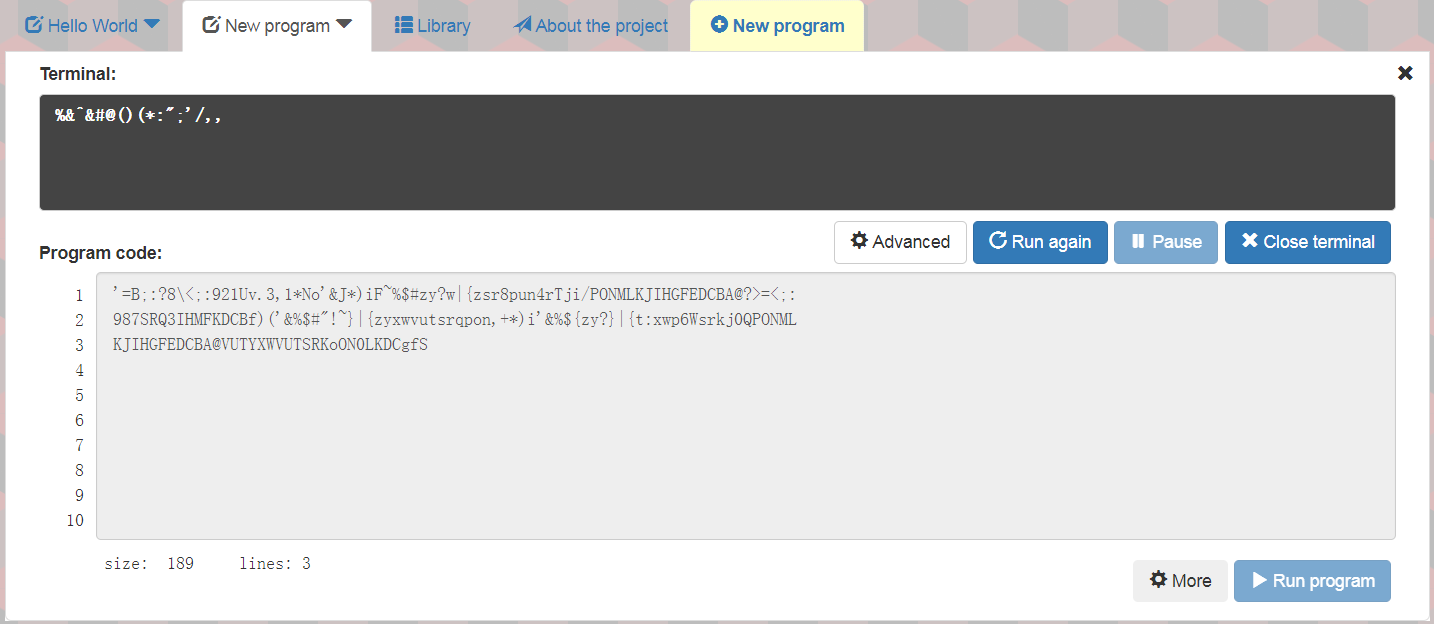 Hello World New program Library About the project New program
Terminal:
%&^&#@()(*:";'/,,
Advanced Run again Pause Close terminal
Program code:
1 '=B;:?8\<;:921Uv.3,1*No'&J*)iF~%$#zy?w|{zsr8pun4rTji/PONMLKJIHGFEDCBA@?>=<;:
2 987SRQ3IHMFKDCBf)('&%$#"!~}|{zyxwvutsrqpon,+*)i'&%${zy?}|{t:xwp6Wsrkj0QPONML
3 KJIHGFEDCBA@VUTYXWVUTSRKoON0LKDCgfS
4
5
6
7
8
9
10
size: 189 lines: 3
More Run program